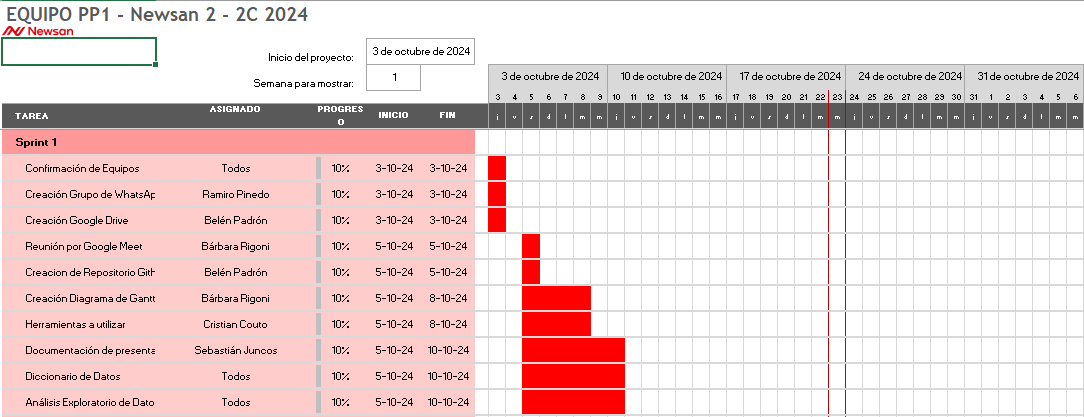 EQUIPO PP1 - Newsan 2 - 2C 2024
Newsan
Inicio del proyecto: 3 de octubre de 2024
Semana para mostrar: 1
3 de octubre de 2024 10 de octubre de 2024 17 de octubre de 2024 24 de octubre de 2024 31 de octubre de 2024
3 4 5 6 7 8 9 10 11 12 13 14 15 16 17 18 19 20 21 22 23 24 25 26 27 28 29 30 31 1 2 3 4 5 6
TAREA ASIGNADO PROGRES
O INICIO FIN j v s d l m m j v s d l m m j v s d l m m j v s d l m m j v s d l m m
Sprint 1
Confirmación de Equipos Todos 10% 3-10-24 3-10-24
Creación Grupo de WhatsAp Ramiro Pinedo 10% 3-10-24 3-10-24
Creación Google Drive Belén Padrón 10% 3-10-24 3-10-24
Reunión por Google Meet Bárbara Rigoni 10% 5-10-24 5-10-24
Creacion de Repositorio Gith Belén Padrón 10% 5-10-24 5-10-24
Creación Diagrama de Gantt Bárbara Rigoni 10% 5-10-24 8-10-24
Herramientas a utilizar Cristian Couto 10% 5-10-24 8-10-24
Documentación de presenta Sebastián Juncos 10% 5-10-24 10-10-24
Diccionario de Datos Todos 10% 5-10-24 10-10-24
Análisis Exploratorio de Dato Todos 10% 5-10-24 10-10-24